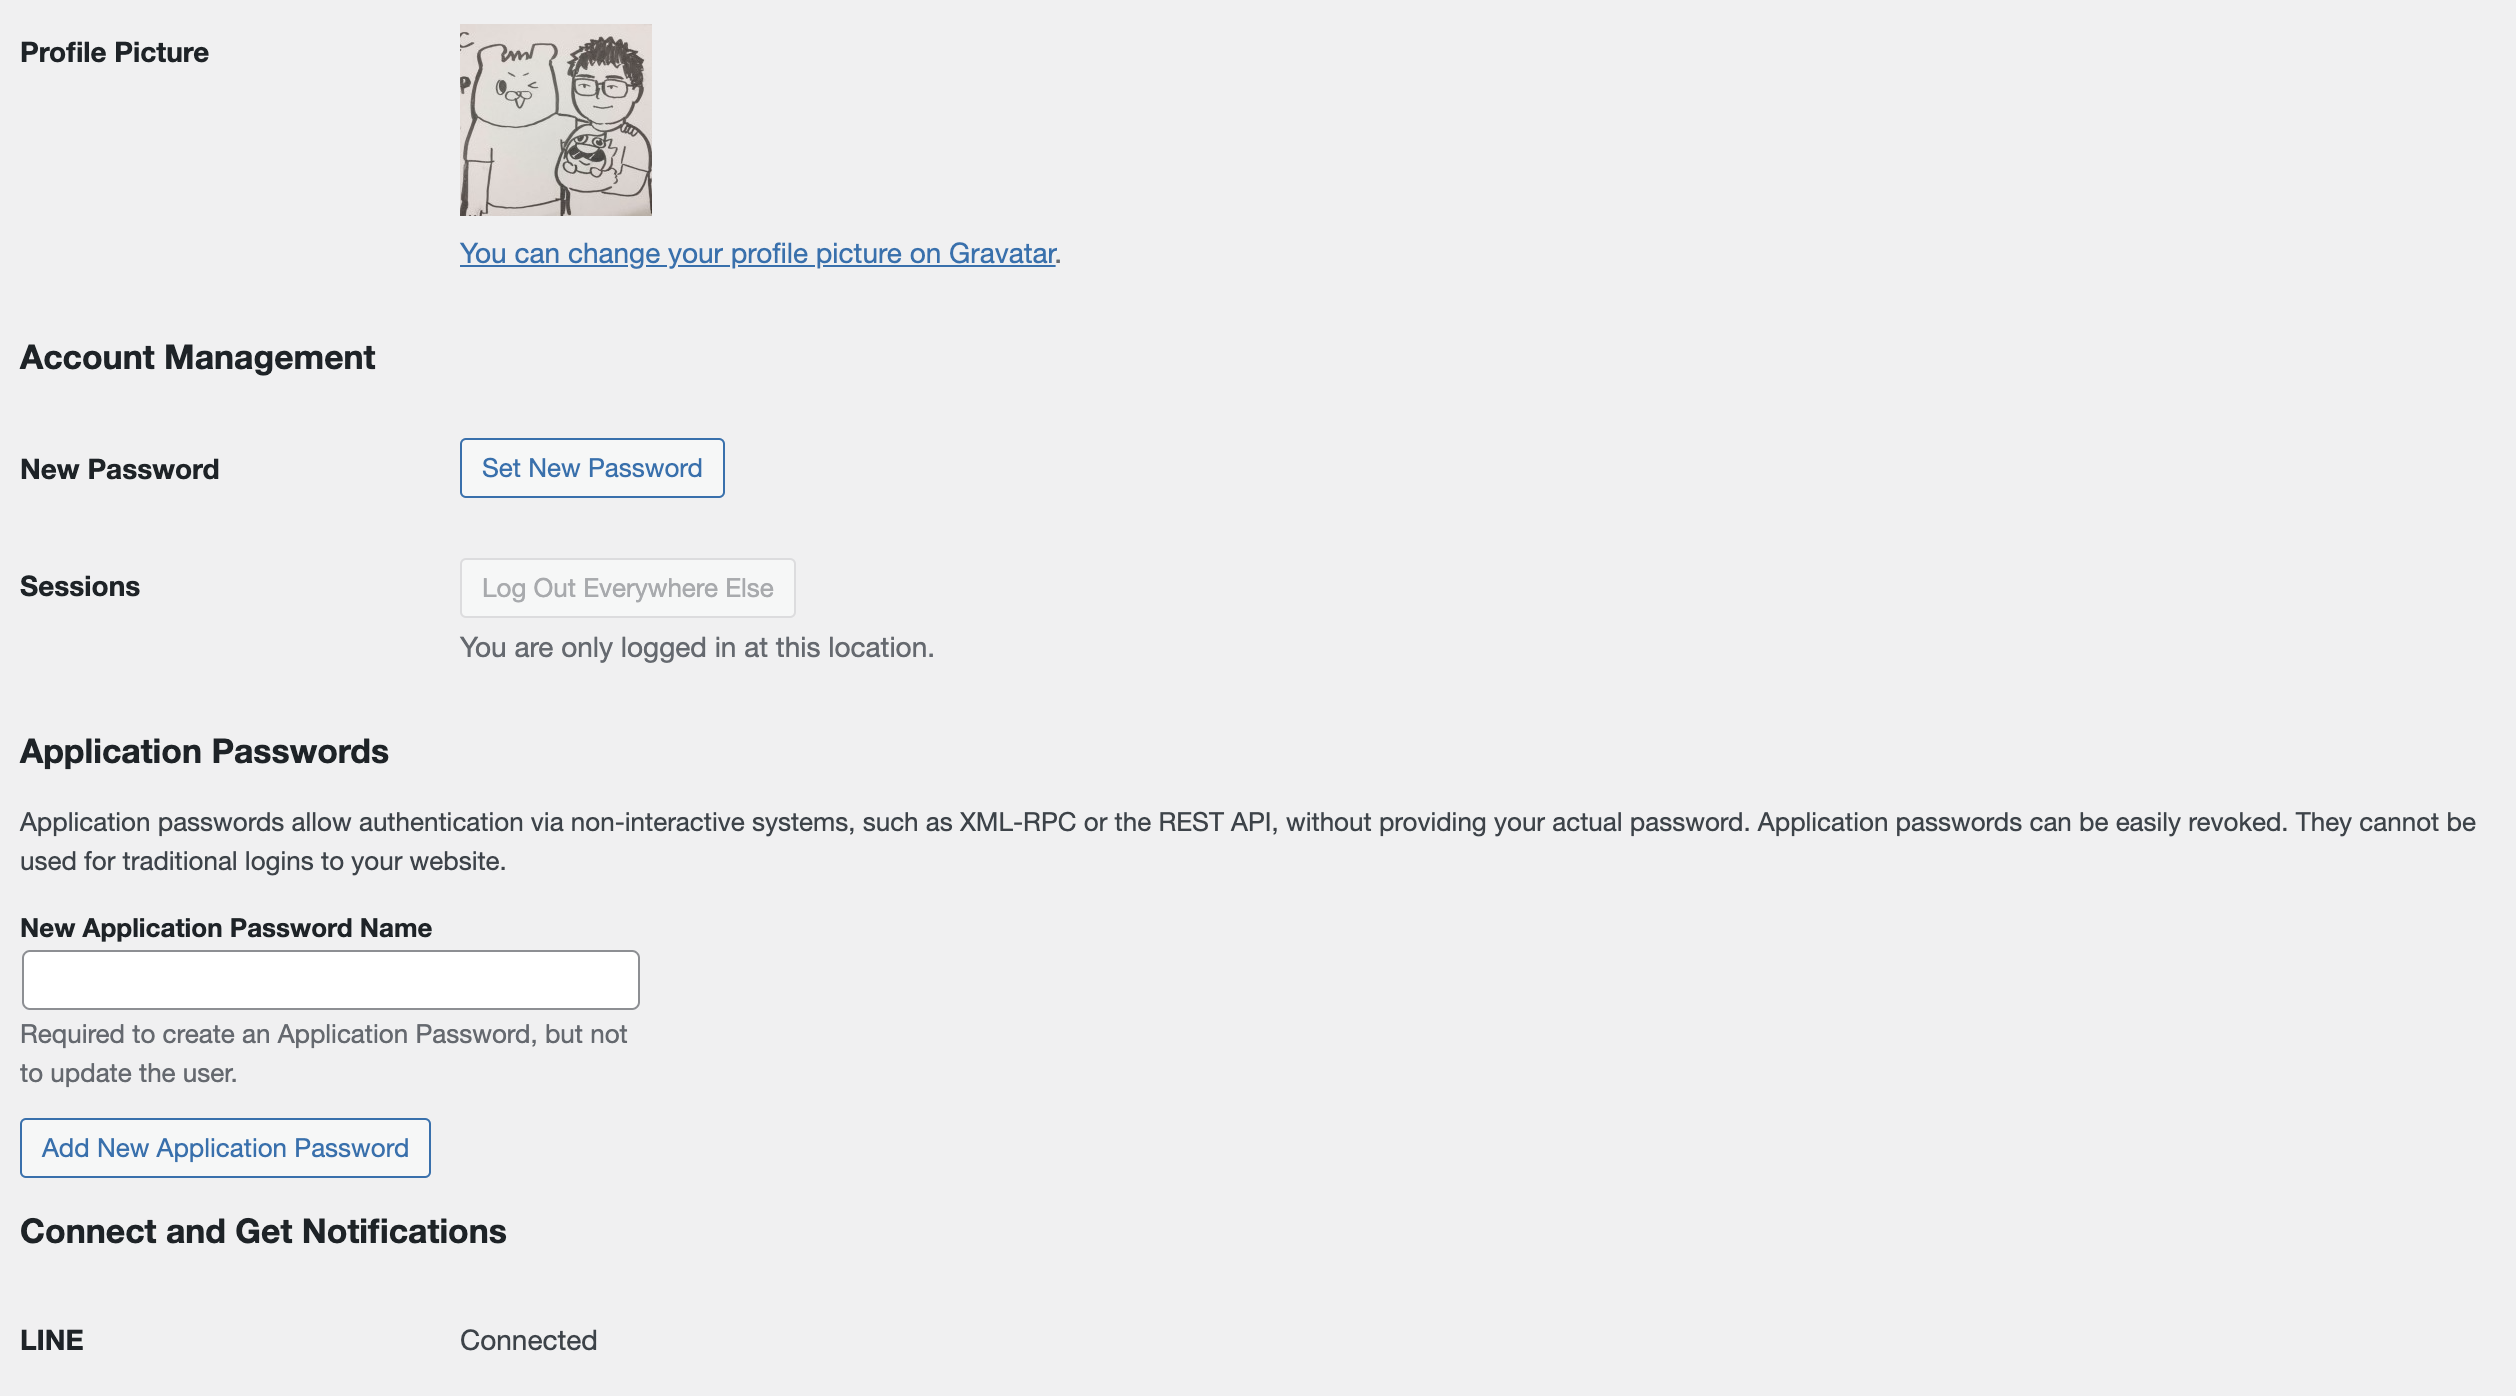 Profile Picture
You can change your profile picture on Gravatar.
Account Management
New Password
Set New Password
Sessions
Log Out Everywhere Else
You are only logged in at this location.
Application Passwords
Application passwords allow authentication via non-interactive systems, such as XML-RPC or the REST API, without providing your actual password. Application passwords can be easily revoked. They cannot be
used for traditional logins to your website.
New Application Password Name
Required to create an Application Password, but not
to update the user.
Add New Application Password
Connect and Get Notifications
LINE
Connected